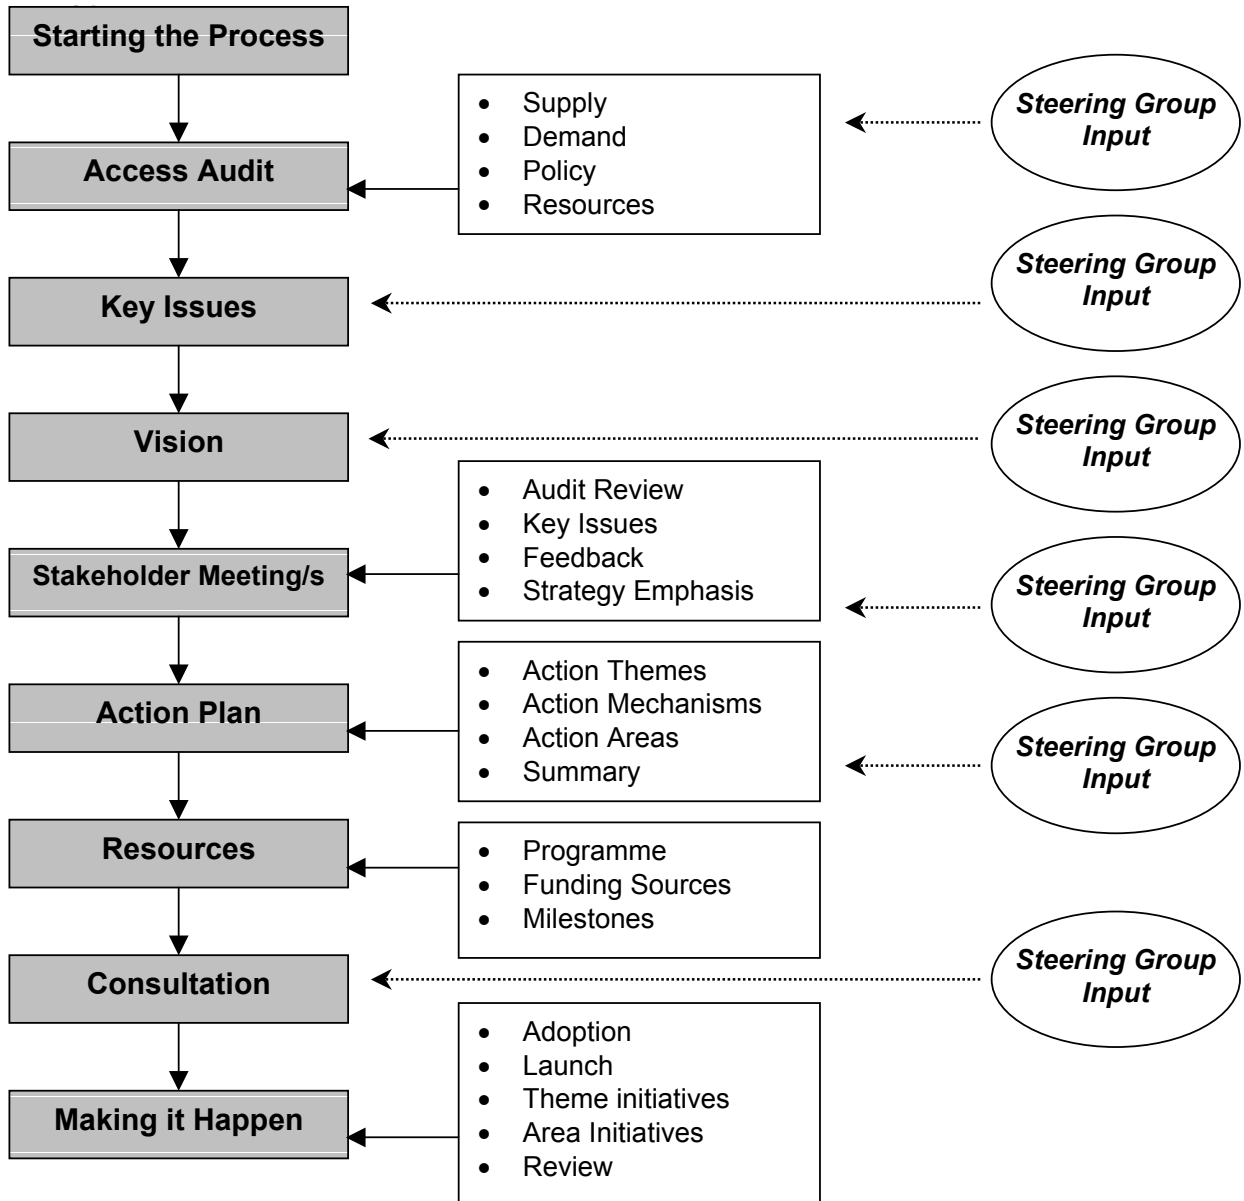 Starting the Process
• Supply
• Demand
• Policy
• Resources
Steering Group
Input
Access Audit
Steering Group
Input
Key Issues
Steering Group
Input
Vision
• Audit Review
• Key Issues
• Feedback
• Strategy Emphasis
Steering Group
Input
Stakeholder Meeting/s
• Action Themes
• Action Mechanisms
• Action Areas
• Summary
Steering Group
Input
Action Plan
Resources
• Programme
• Funding Sources
• Milestones
Steering Group
Input
Consultation
• Adoption
• Launch
• Theme initiatives
• Area Initiatives
• Review
Making it Happen